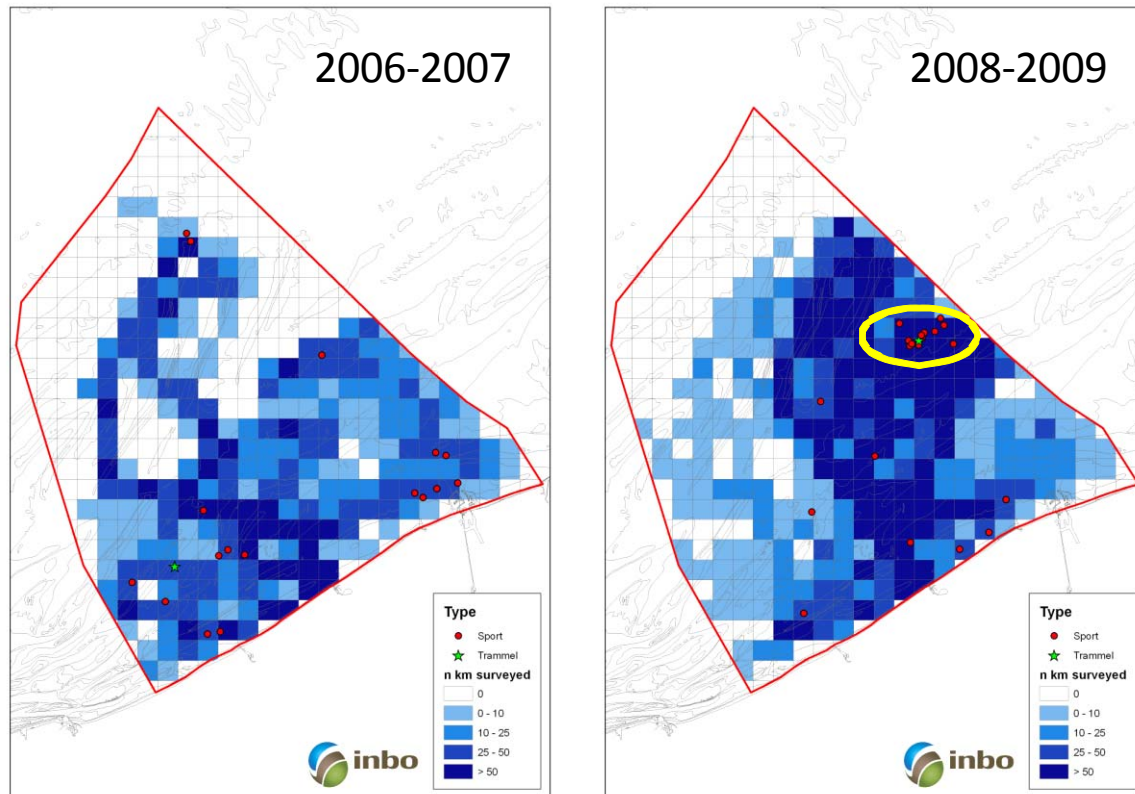 2006-2007
Type
Sport
Trammel
n km surveyed
0
0 - 10
10 - 25
25 - 50
> 50
inbo
2008-2009
Type
Sport
Trammel
n km surveyed
0
0 - 10
10 - 25
25 - 50
> 50
inbo